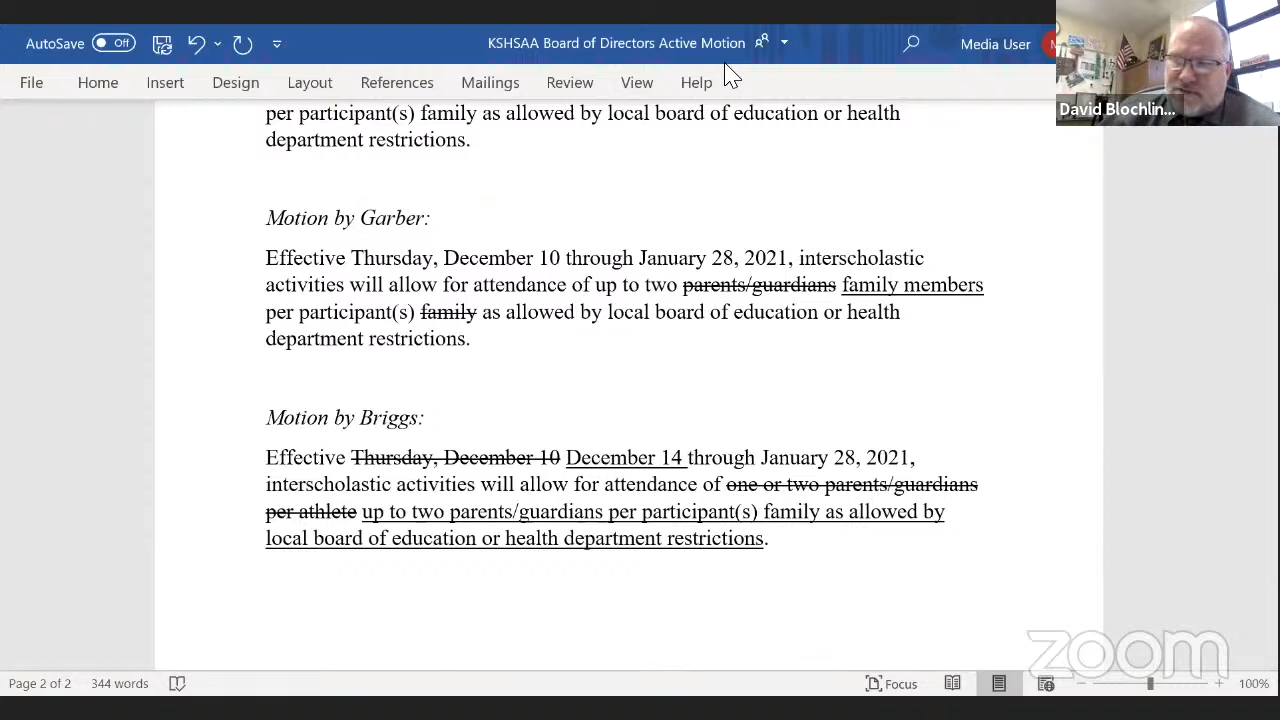 AutoSave Off KSHSAA Board of Directors Active Motion Media User
File Home Insert Design Layout References Mailings Review View Help
David Blochlin...
per participant(s) family as allowed by local board of education or health
department restrictions.
Motion by Garber:
Effective Thursday, December 10 through January 28, 2021, interscholastic
activities will allow for attendance of up to two parents/guardians family members
per participant(s) family as allowed by local board of education or health
department restrictions.
Motion by Briggs:
Effective Thursday, December 10 December 14 through January 28, 2021,
interscholastic activities will allow for attendance of one or two parents/guardians
per athlete up to two parents/guardians per participant(s) family as allowed by
local board of education or health department restrictions.
zoom
Page 2 of 2 344 words Focus 100%